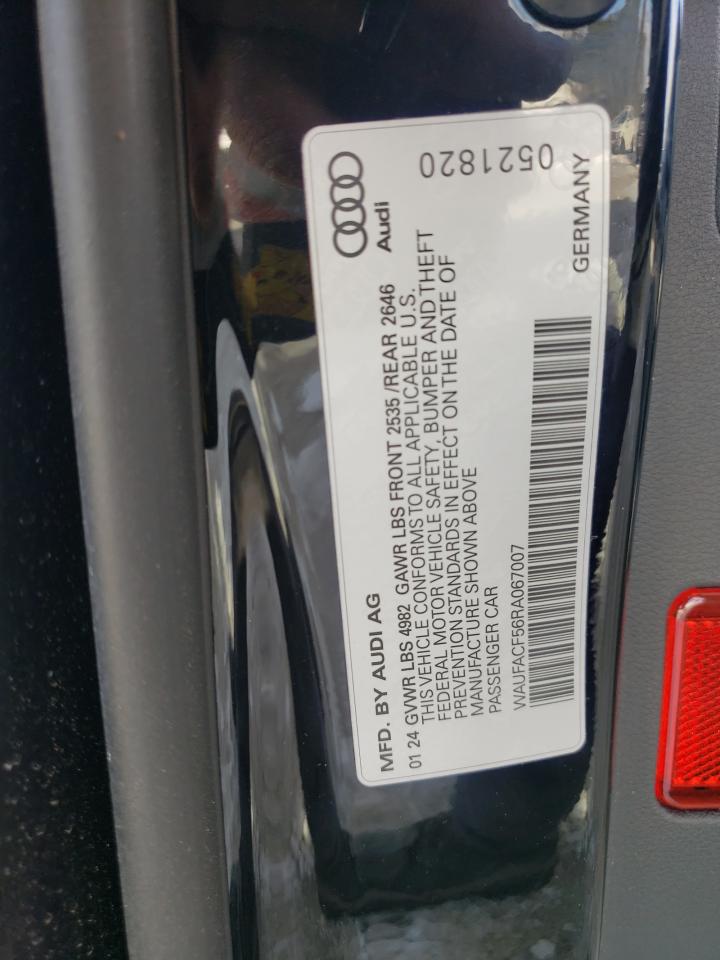 MFD. BY AUDI AG
Audi
01 24 GVWR LBS 4982 GAWR LBS FRONT 2535 /REAR 2646
THIS VEHICLE CONFORMS TO ALL APPLICABLE U.S.
FEDERAL MOTOR VEHICLE SAFETY, BUMPER AND THEFT
PREVENTION STANDARDS IN EFFECT ON THE DATE OF
MANUFACTURE SHOWN ABOVE
PASSENGER CAR
WAUFACF56RA067007
GERMANY
0521820